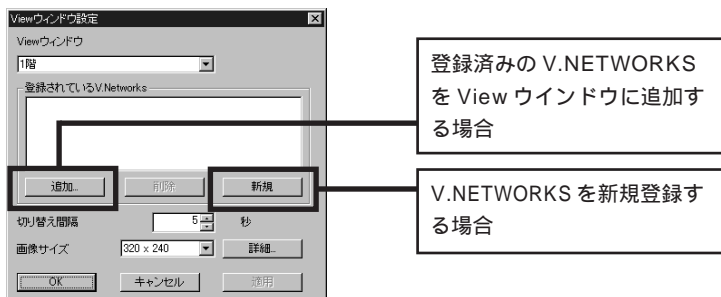 Viewウィンドウ設定
Viewウィンドウ
1階
登録されているV.Networks
追加...
削除
新規
切り替え間隔
5
秒
画像サイズ
320 x 240
詳細...
OK
キャンセル
適用
登録済みの V.NETWORKS
を View ウインドウに追加す
る場合
V.NETWORKS を新規登録す
る場合